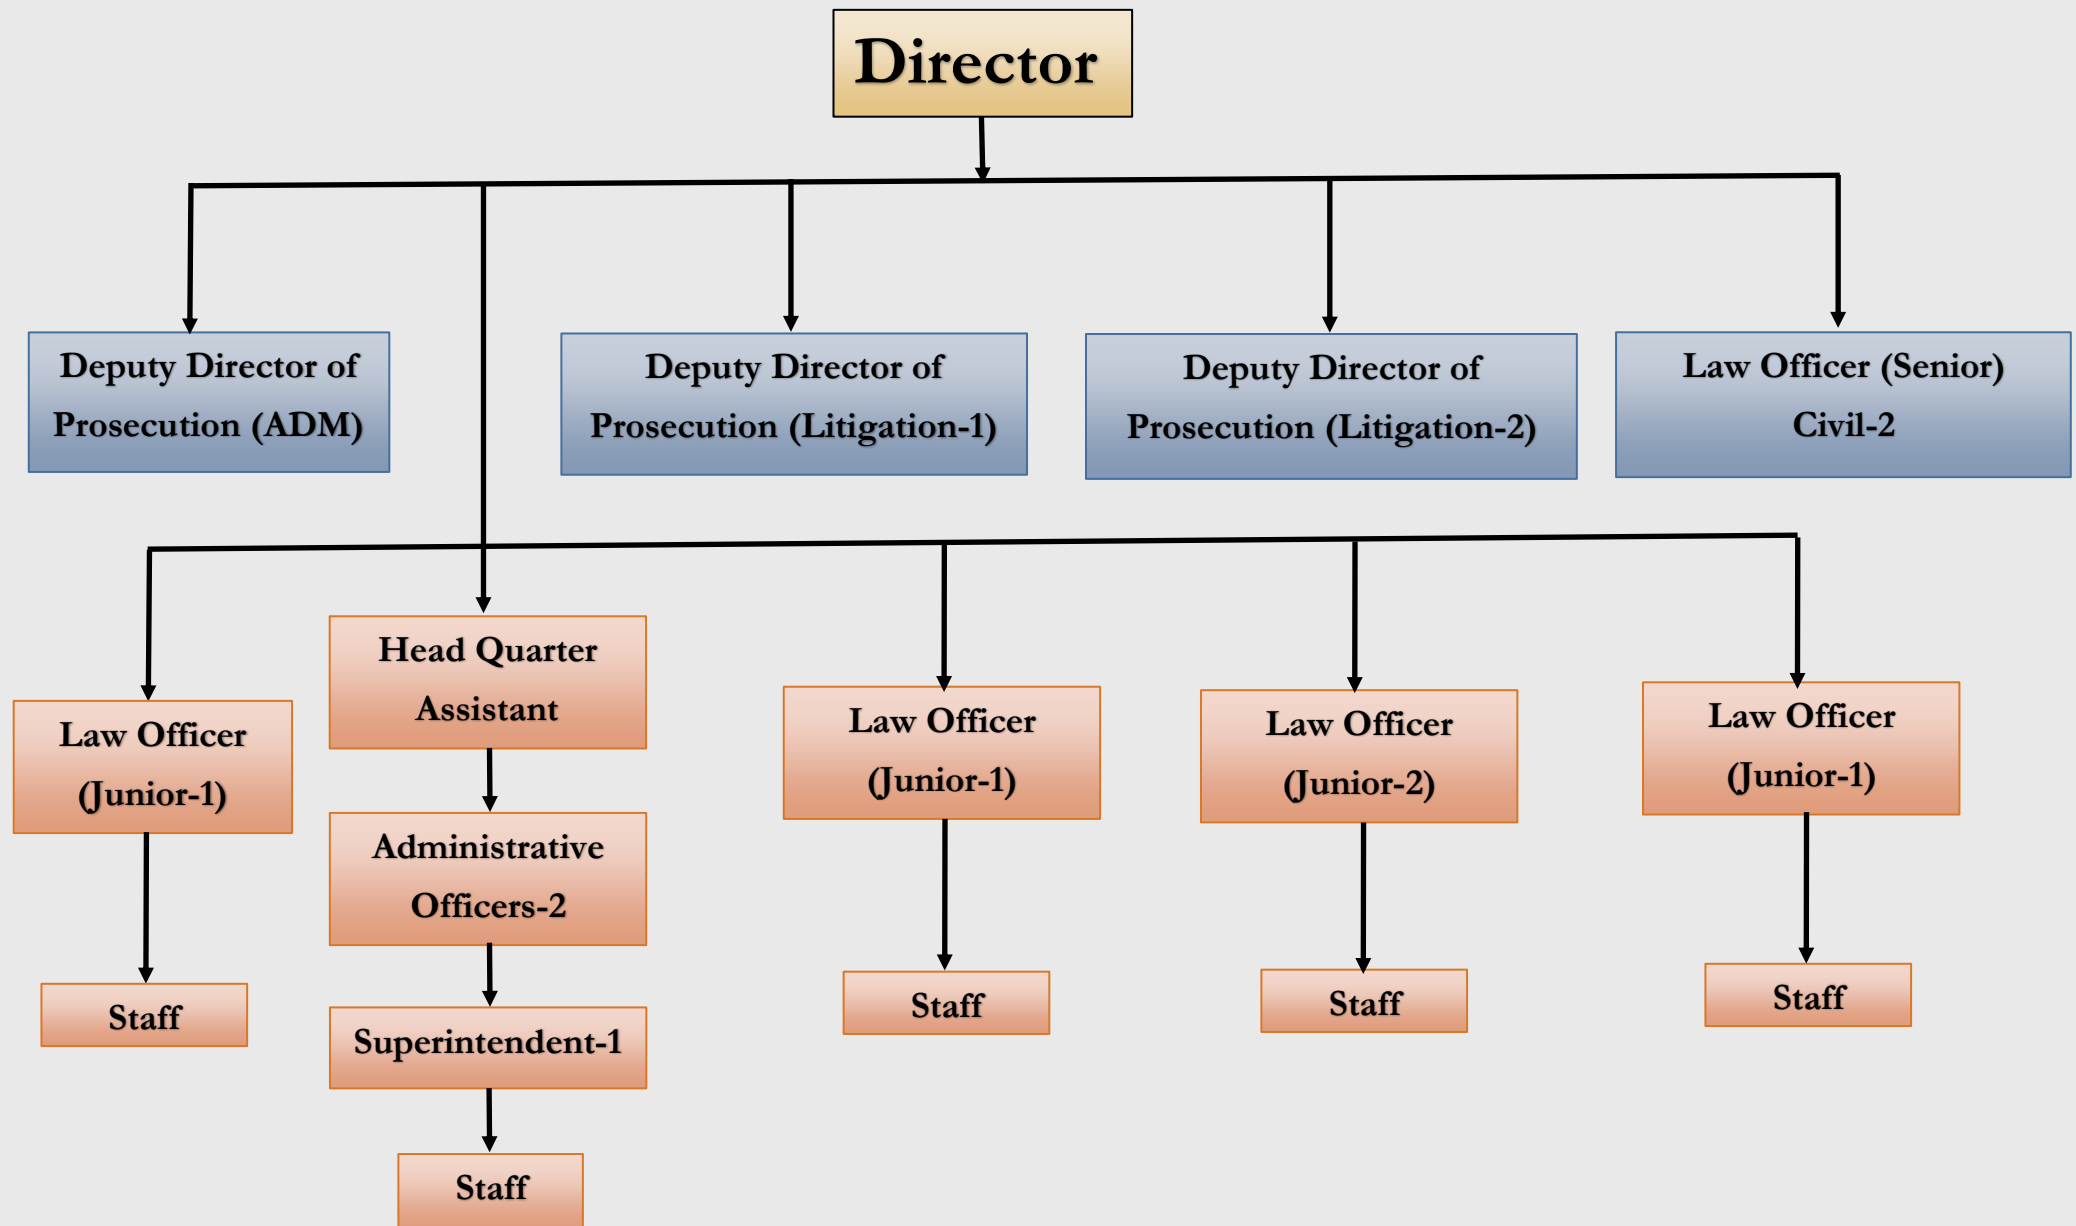 Director
Deputy Director of
Prosecution (ADM)
Deputy Director of
Prosecution (Litigation-1)
Deputy Director of
Prosecution (Litigation-2)
Law Officer (Senior)
Civil-2
Law Officer
(Junior-1)
Staff
Head Quarter
Assistant
Administrative
Officers-2
Superintendent-1
Staff
Law Officer
(Junior-1)
Staff
Law Officer
(Junior-2)
Staff
Law Officer
(Junior-1)
Staff